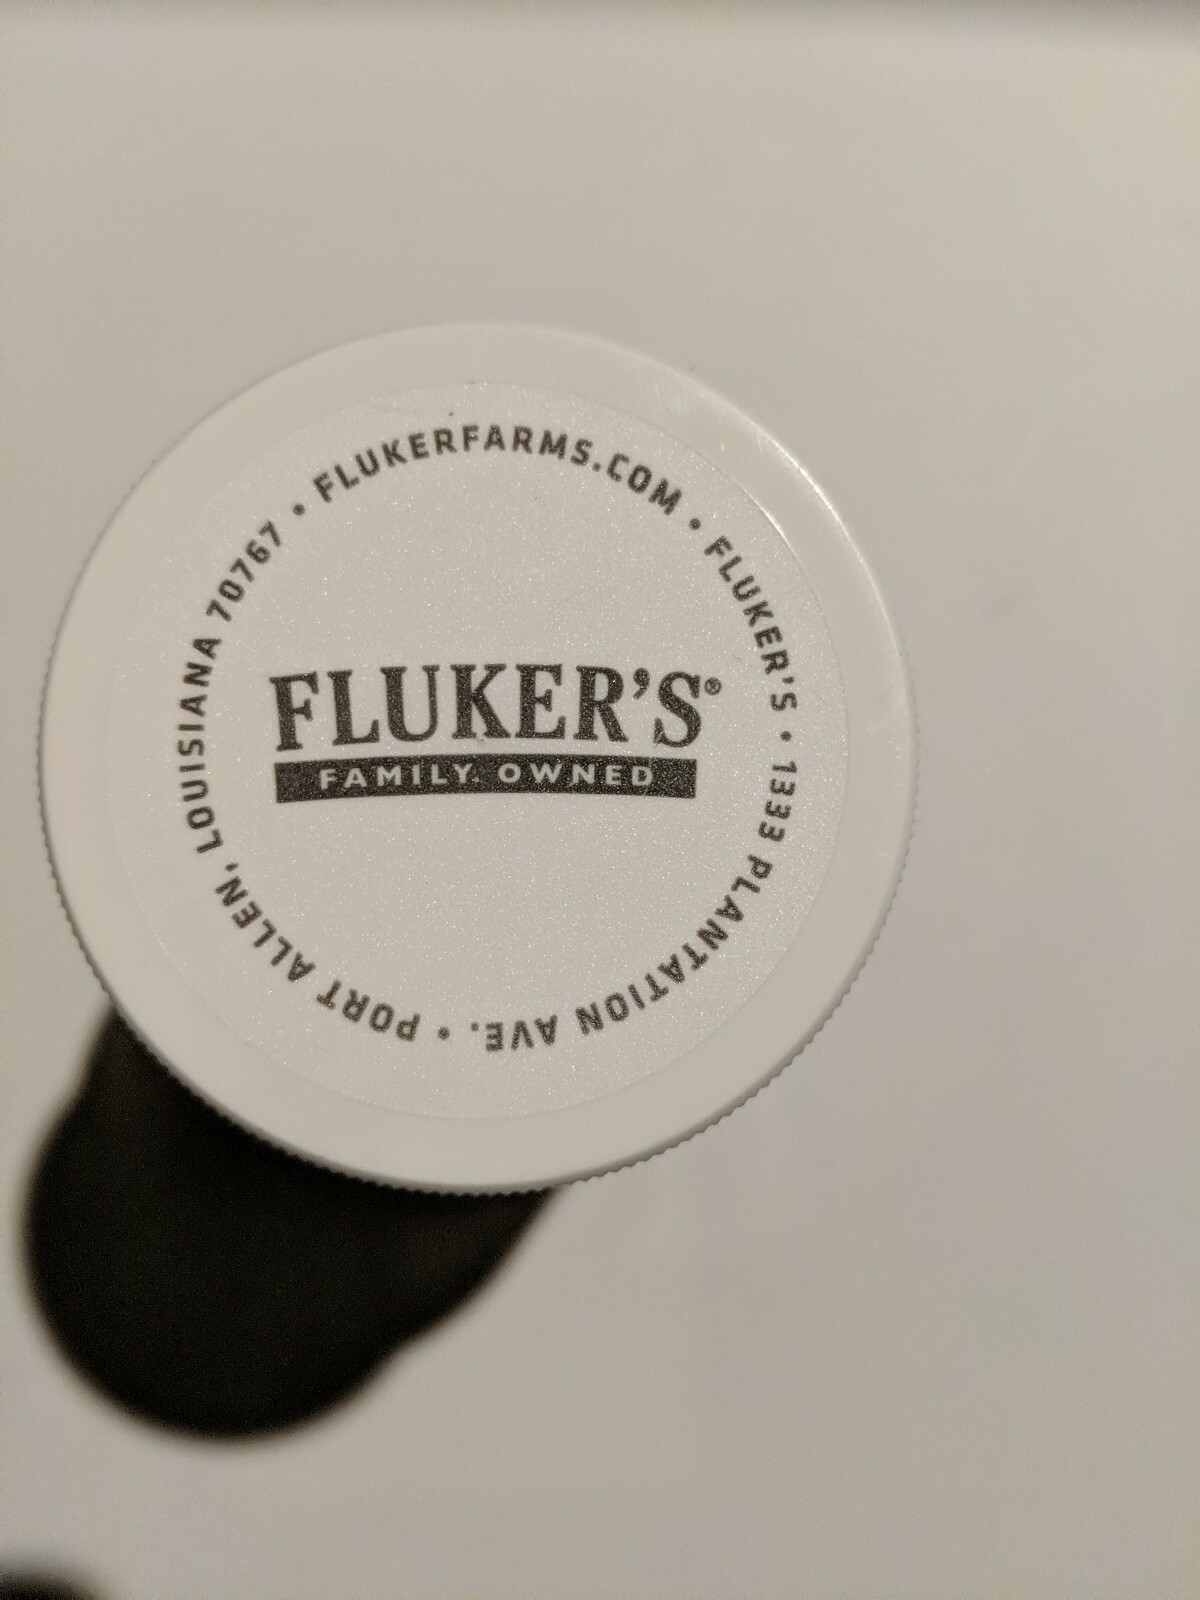 FLUKERFARMS.COM • FLUKER'S • 1333 PLANTATION AVE. • PORT ALLEN, LOUISIANA 70767 •
FLUKER'S®
FAMILY OWNED